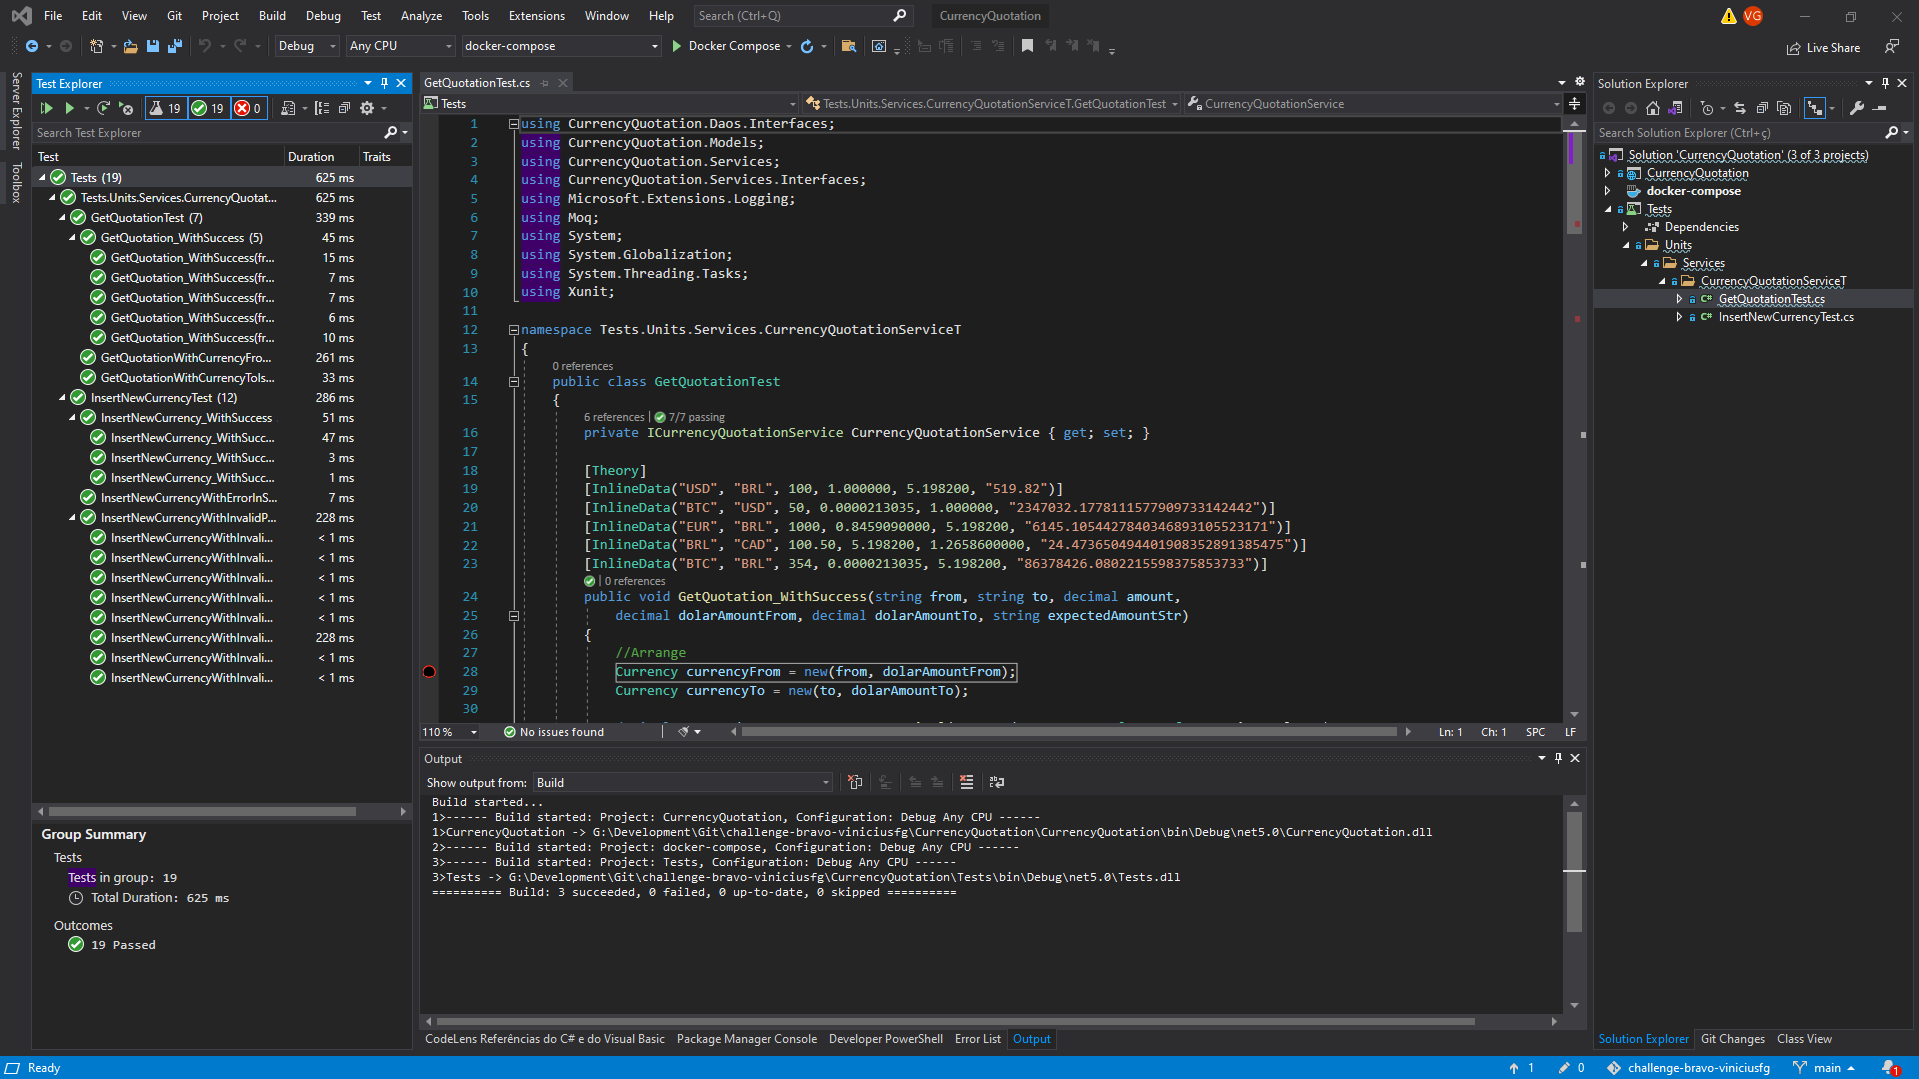 File Edit View Git Project Build Debug Test Analyze Tools Extensions Window Help Search (Ctrl+Q) CurrencyQuotation VG
Debug Any CPU docker-compose Docker Compose Live Share
Server Explorer
Toolbox
Test Explorer
19 19 0
Search Test Explorer
Test Duration Traits
Tests (19) 625 ms
Tests.Units.Services.CurrencyQuotat... 625 ms
GetQuotationTest (7) 339 ms
GetQuotation_WithSuccess (5) 45 ms
GetQuotation_WithSuccess(fr... 15 ms
GetQuotation_WithSuccess(fr... 7 ms
GetQuotation_WithSuccess(fr... 7 ms
GetQuotation_WithSuccess(fr... 6 ms
GetQuotation_WithSuccess(fr... 10 ms
GetQuotationWithCurrencyFro... 261 ms
GetQuotationWithCurrencyTols... 33 ms
InsertNewCurrencyTest (12) 286 ms
InsertNewCurrency_WithSuccess 51 ms
InsertNewCurrency_WithSucc... 47 ms
InsertNewCurrency_WithSucc... 3 ms
InsertNewCurrency_WithSucc... 1 ms
InsertNewCurrencyWithErrorInS... 7 ms
InsertNewCurrencyWithInvalidP... 228 ms
InsertNewCurrencyWithInvali... < 1 ms
InsertNewCurrencyWithInvali... < 1 ms
InsertNewCurrencyWithInvali... < 1 ms
InsertNewCurrencyWithInvali... < 1 ms
InsertNewCurrencyWithInvali... < 1 ms
InsertNewCurrencyWithInvali... 228 ms
InsertNewCurrencyWithInvali... < 1 ms
InsertNewCurrencyWithInvali... < 1 ms
Group Summary
Tests
Tests in group: 19
Total Duration: 625 ms
Outcomes
19 Passed
GetQuotationTest.cs
Tests Tests.Units.Services.CurrencyQuotationServiceT.GetQuotationTest CurrencyQuotationService
1 using CurrencyQuotation.Daos.Interfaces;
2 using CurrencyQuotation.Models;
3 using CurrencyQuotation.Services;
4 using CurrencyQuotation.Services.Interfaces;
5 using Microsoft.Extensions.Logging;
6 using Moq;
7 using System;
8 using System.Globalization;
9 using System.Threading.Tasks;
10 using Xunit;
11
12 namespace Tests.Units.Services.CurrencyQuotationServiceT
13 {
0 references
14 public class GetQuotationTest
15 {
6 references | 7/7 passing
16 private ICurrencyQuotationService CurrencyQuotationService { get; set; }
17
18 [Theory]
19 [InlineData("USD", "BRL", 100, 1.000000, 5.198200, "519.82")]
20 [InlineData("BTC", "USD", 50, 0.0000213035, 1.000000, "2347032.1778111577909733142442")]
21 [InlineData("EUR", "BRL", 1000, 0.8459090000, 5.198200, "6145.1054427840346893105523171")]
22 [InlineData("BRL", "CAD", 100.50, 5.198200, 1.2658600000, "24.473650494401908352891385475")]
23 [InlineData("BTC", "BRL", 354, 0.0000213035, 5.198200, "86378426.0802215598375853733")]
| 0 references
24 public void GetQuotation_WithSuccess(string from, string to, decimal amount,
25 decimal dolarAmountFrom, decimal dolarAmountTo, string expectedAmountStr)
26 {
27 //Arrange
28 Currency currencyFrom = new(from, dolarAmountFrom);
29 Currency currencyTo = new(to, dolarAmountTo);
30
110 % No issues found Ln: 1 Ch: 1 SPC LF
Output
Show output from: Build
Build started...
1>------ Build started: Project: CurrencyQuotation, Configuration: Debug Any CPU ------
1>CurrencyQuotation -> G:\Development\Git\challenge-bravo-viniciusfg\CurrencyQuotation\CurrencyQuotation\bin\Debug\net5.0\CurrencyQuotation.dll
2>------ Build started: Project: docker-compose, Configuration: Debug Any CPU ------
3>------ Build started: Project: Tests, Configuration: Debug Any CPU ------
3>Tests -> G:\Development\Git\challenge-bravo-viniciusfg\CurrencyQuotation\Tests\bin\Debug\net5.0\Tests.dll
========== Build: 3 succeeded, 0 failed, 0 up-to-date, 0 skipped ==========
CodeLens Referências do C# e do Visual Basic Package Manager Console Developer PowerShell Error List Output
Solution Explorer
Search Solution Explorer (Ctrl+ç)
Solution 'CurrencyQuotation' (3 of 3 projects)
CurrencyQuotation
docker-compose
Tests
Dependencies
Units
Services
CurrencyQuotationServiceT
C# GetQuotationTest.cs
C# InsertNewCurrencyTest.cs
Solution Explorer Git Changes Class View
Ready 1 0 challenge-bravo-viniciusfg main 1